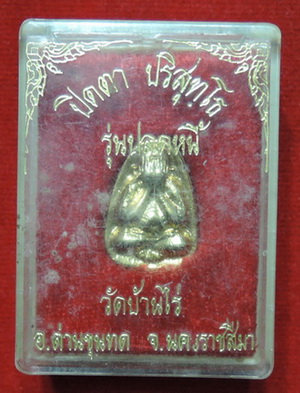 ปิดตา ปริสุทฺโธ
รุ่นปลดหนี้
วัดบ้านไร่
อ.ด่านขุนทด จ.นครราชสีมา